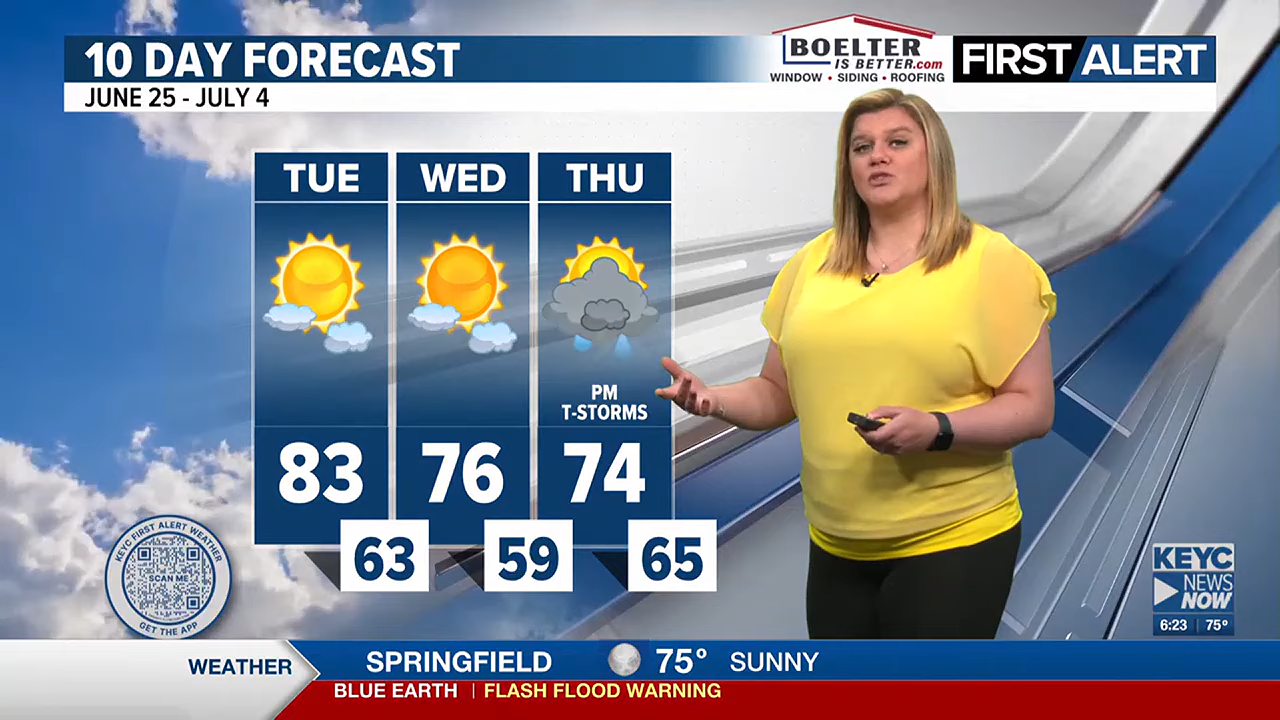 10 DAY FORECAST
JUNE 25 - JULY 4
BOELTER
IS BETTER.com
WINDOW • SIDING • ROOFING
FIRST ALERT
TUE
WED
THU
PM
T-STORMS
83
76
74
63
59
65
KEYC FIRST ALERT WEATHER
SCAN ME
GET THE APP
KEYC
NEWS
NOW
6:23 75°
WEATHER
SPRINGFIELD 75° SUNNY
BLUE EARTH | FLASH FLOOD WARNING